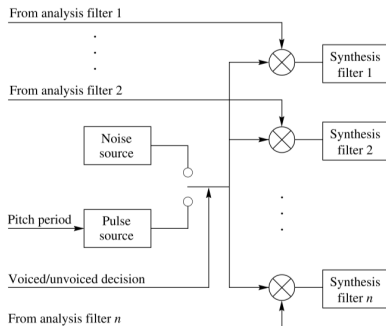 From analysis filter 1
Synthesis
filter 1
From analysis filter 2
Noise
source
Synthesis
filter 2
Pitch period
Pulse
source
Voiced/unvoiced decision
Synthesis
filter n
From analysis filter n